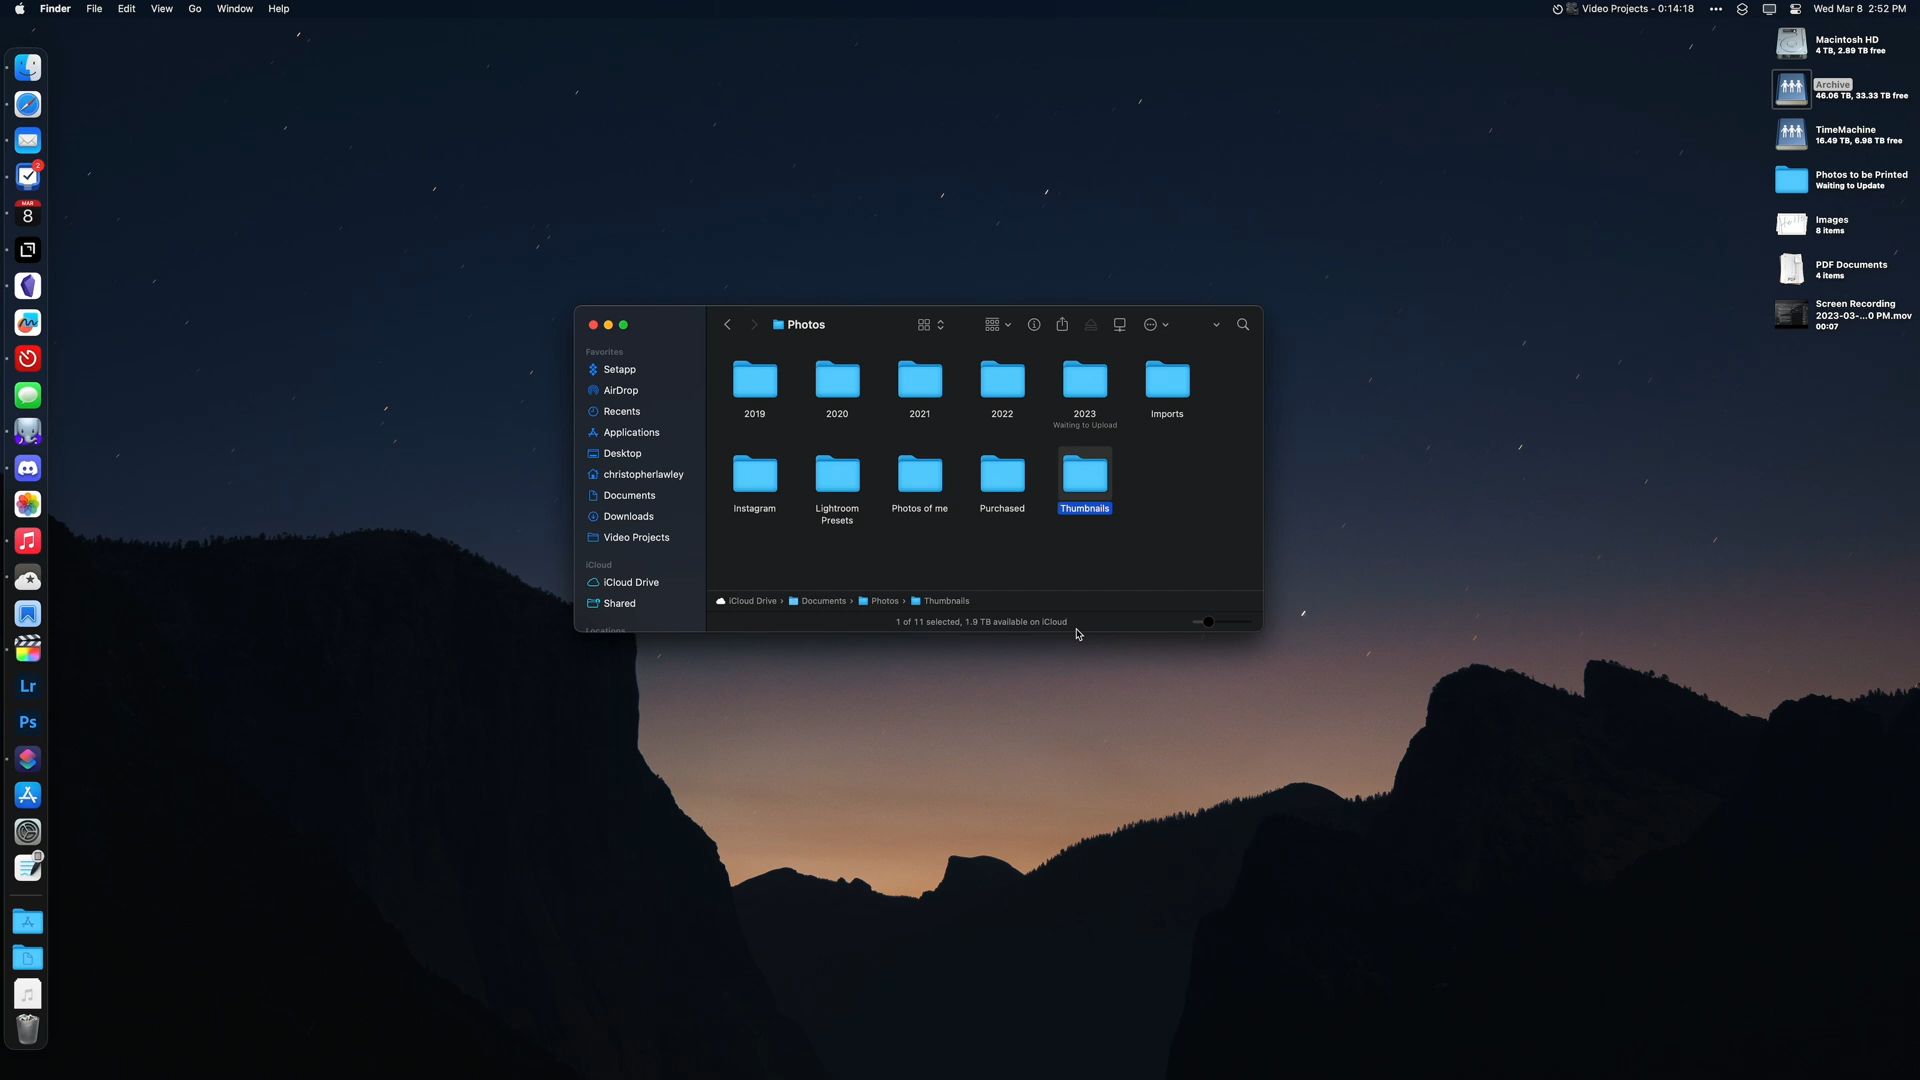 Finder File Edit View Go Window Help
Video Projects - 0:14:18
Wed Mar 8 2:52 PM
Macintosh HD
4 TB, 2.89 TB free
Archive
46.06 TB, 33.33 TB free
TimeMachine
16.49 TB, 6.98 TB free
Photos to be Printed
Waiting to Update
Images
8 items
PDF Documents
4 items
Screen Recording
2023-03-...0 PM.mov
00:07
2
MAR
8
Lr
Ps
Favorites
Setapp
AirDrop
Recents
Applications
Desktop
christopherlawley
Documents
Downloads
Video Projects
iCloud
iCloud Drive
Shared
Locations
Photos
2019 2020 2021 2022 2023 Imports
Waiting to Upload
Instagram Lightroom Photos of me Purchased Thumbnails
Presets
iCloud Drive › Documents › Photos › Thumbnails
1 of 11 selected, 1.9 TB available on iCloud